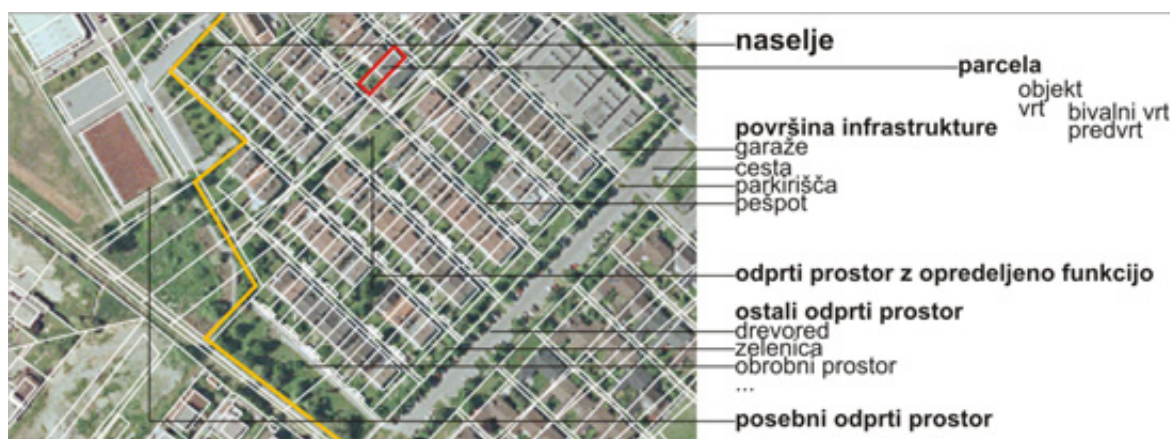 naselje
parcela
objekt
vrt
bivalni vrt
predvrt
površina infrastrukture
garaže
cesta
parkirišča
pešpot
odprti prostor z opredeljeno funkcijo
ostali odprti prostor
drevored
zelenica
obrobni prostor
...
posebni odprti prostor